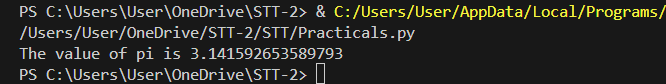 PS C:\Users\User\OneDrive\STT-2> & C:/Users/User/AppData/Local/Programs/
/Users/User/OneDrive/STT-2/STT/Practicals.py
The value of pi is 3.141592653589793
PS C:\Users\User\OneDrive\STT-2>